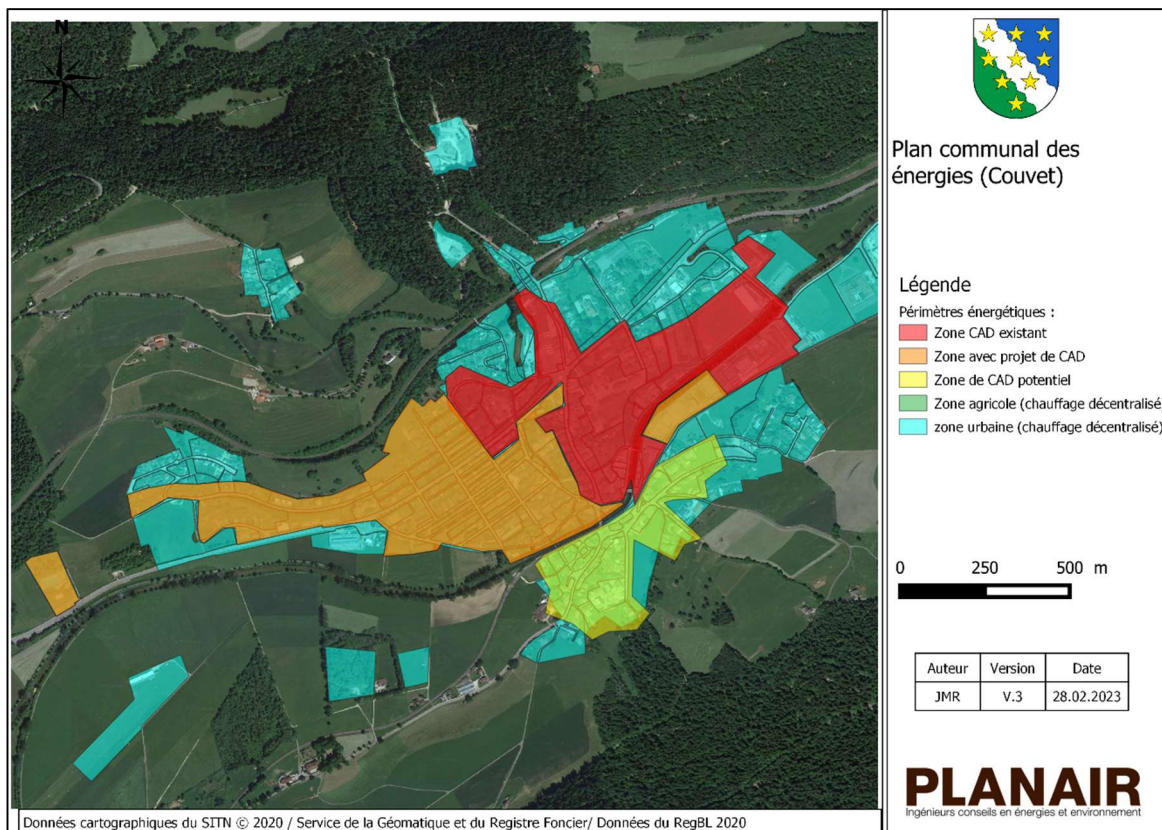 N
Plan communal des
énergies (Couvet)
Légende
Périmètres énergétiques :
Zone CAD existant
Zone avec projet de CAD
Zone de CAD potentiel
Zone agricole (chauffage décentralisé
zone urbaine (chauffage décentralisé)
0 250 500 m
Auteur Version Date
JMR V.3 28.02.2023
PLANAIR
Ingénieurs conseils en énergies et environnement
Données cartographiques du SITN © 2020 / Service de la Géomatique et du Registre Foncier/ Données du RegBL 2020